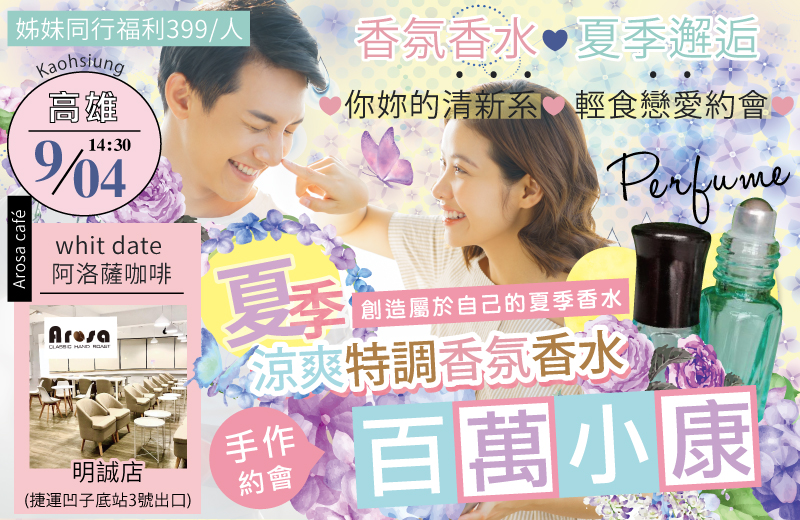 姊妹同行福利399/人
Kaohsiung
高雄
14:30
9/04
Arosa café
whit date
阿洛薩咖啡
Arosa
CLASSIC HAND ROAST
明誠店
(捷運凹子底站3號出口)
香氛香水夏季邂逅
你妳的清新系 輕食戀愛約會
Perfume
夏季
創造屬於自己的夏季香水
涼爽特調香氛香水
手作
約會
百萬小康